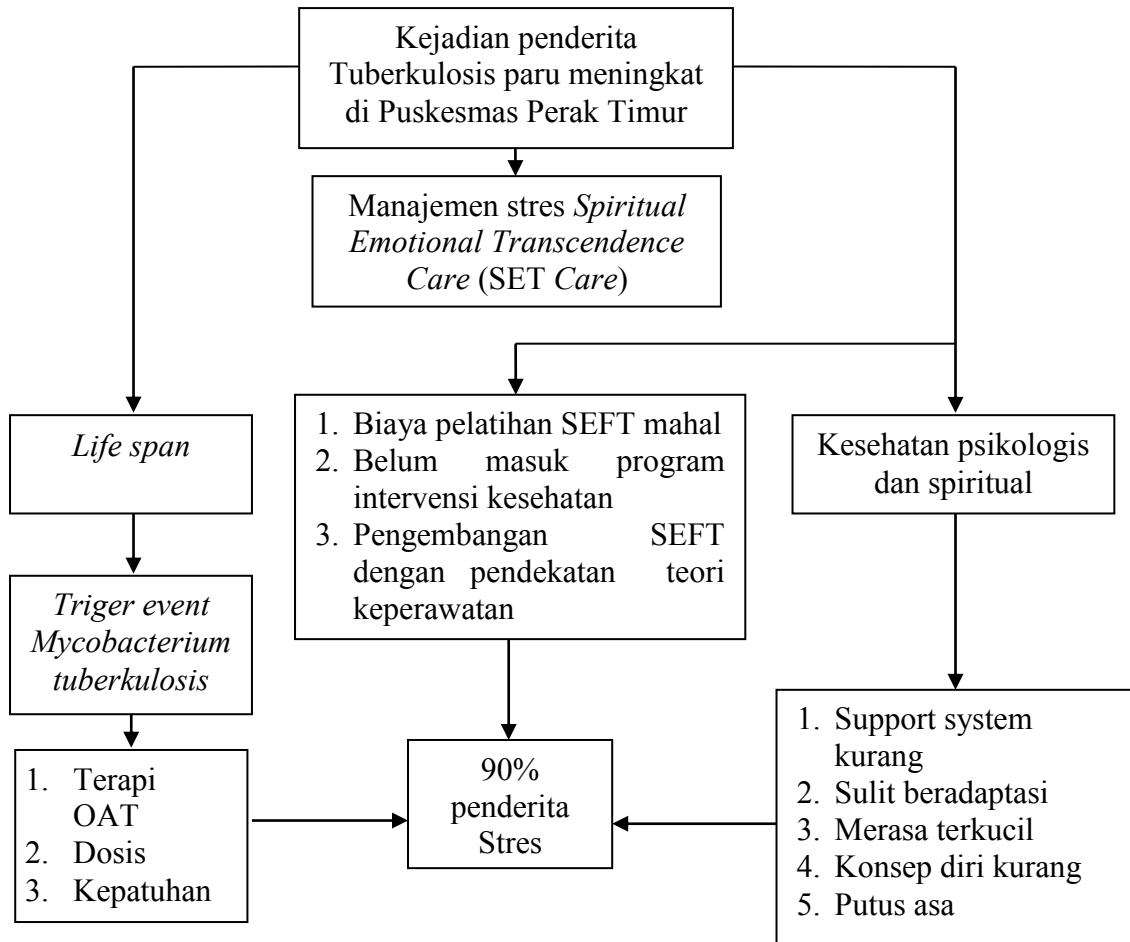 Kejadian penderita
Tuberkulosis paru meningkat
di Puskesmas Perak Timur
Manajemen stres Spiritual
Emotional Transcendence
Care (SET Care)
Life span
1. Biaya pelatihan SEFT mahal
2. Belum masuk program
intervensi kesehatan
3. Pengembangan SEFT
dengan pendekatan teori
keperawatan
Kesehatan psikologis
dan spiritual
Triger event
Mycobacterium
tuberkulosis
1. Terapi
OAT
2. Dosis
3. Kepatuhan
90%
penderita
Stres
1. Support system
kurang
2. Sulit beradaptasi
3. Merasa terkucil
4. Konsep diri kurang
5. Putus asa